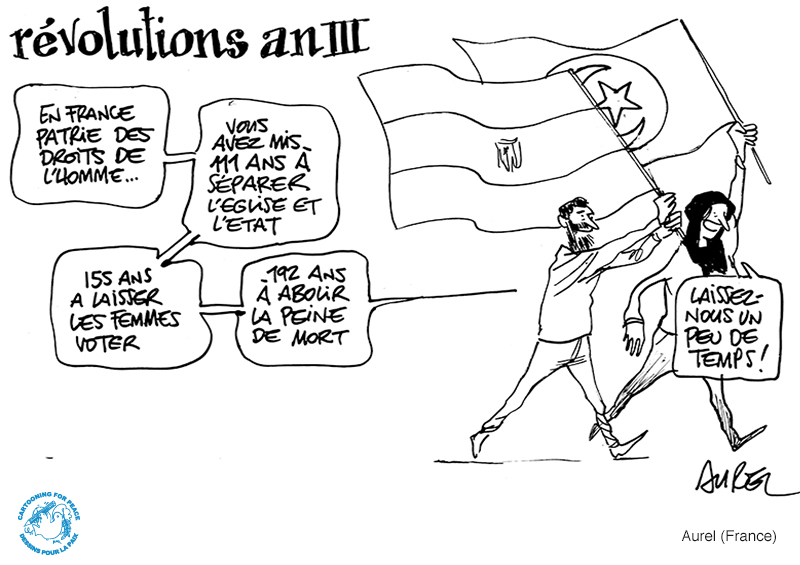 révolutions an III
EN FRANCE
PATRIE DES
DROITS DE
L'HOMME...
VOUS
AVEZ MIS
111 ANS À
SÉPARER
L'EGLISE ET
L'ETAT
155 ANS
A LAISSER
LES FEMMES
VOTER
192 ANS
À ABOLIR
LA PEINE
DE MORT
LAISSEZ-
NOUS UN
PEU DE
TEMPS!
AUREL
CARTOONING FOR PEACE
DESSINS POUR LA PAIX
Aurel (France)